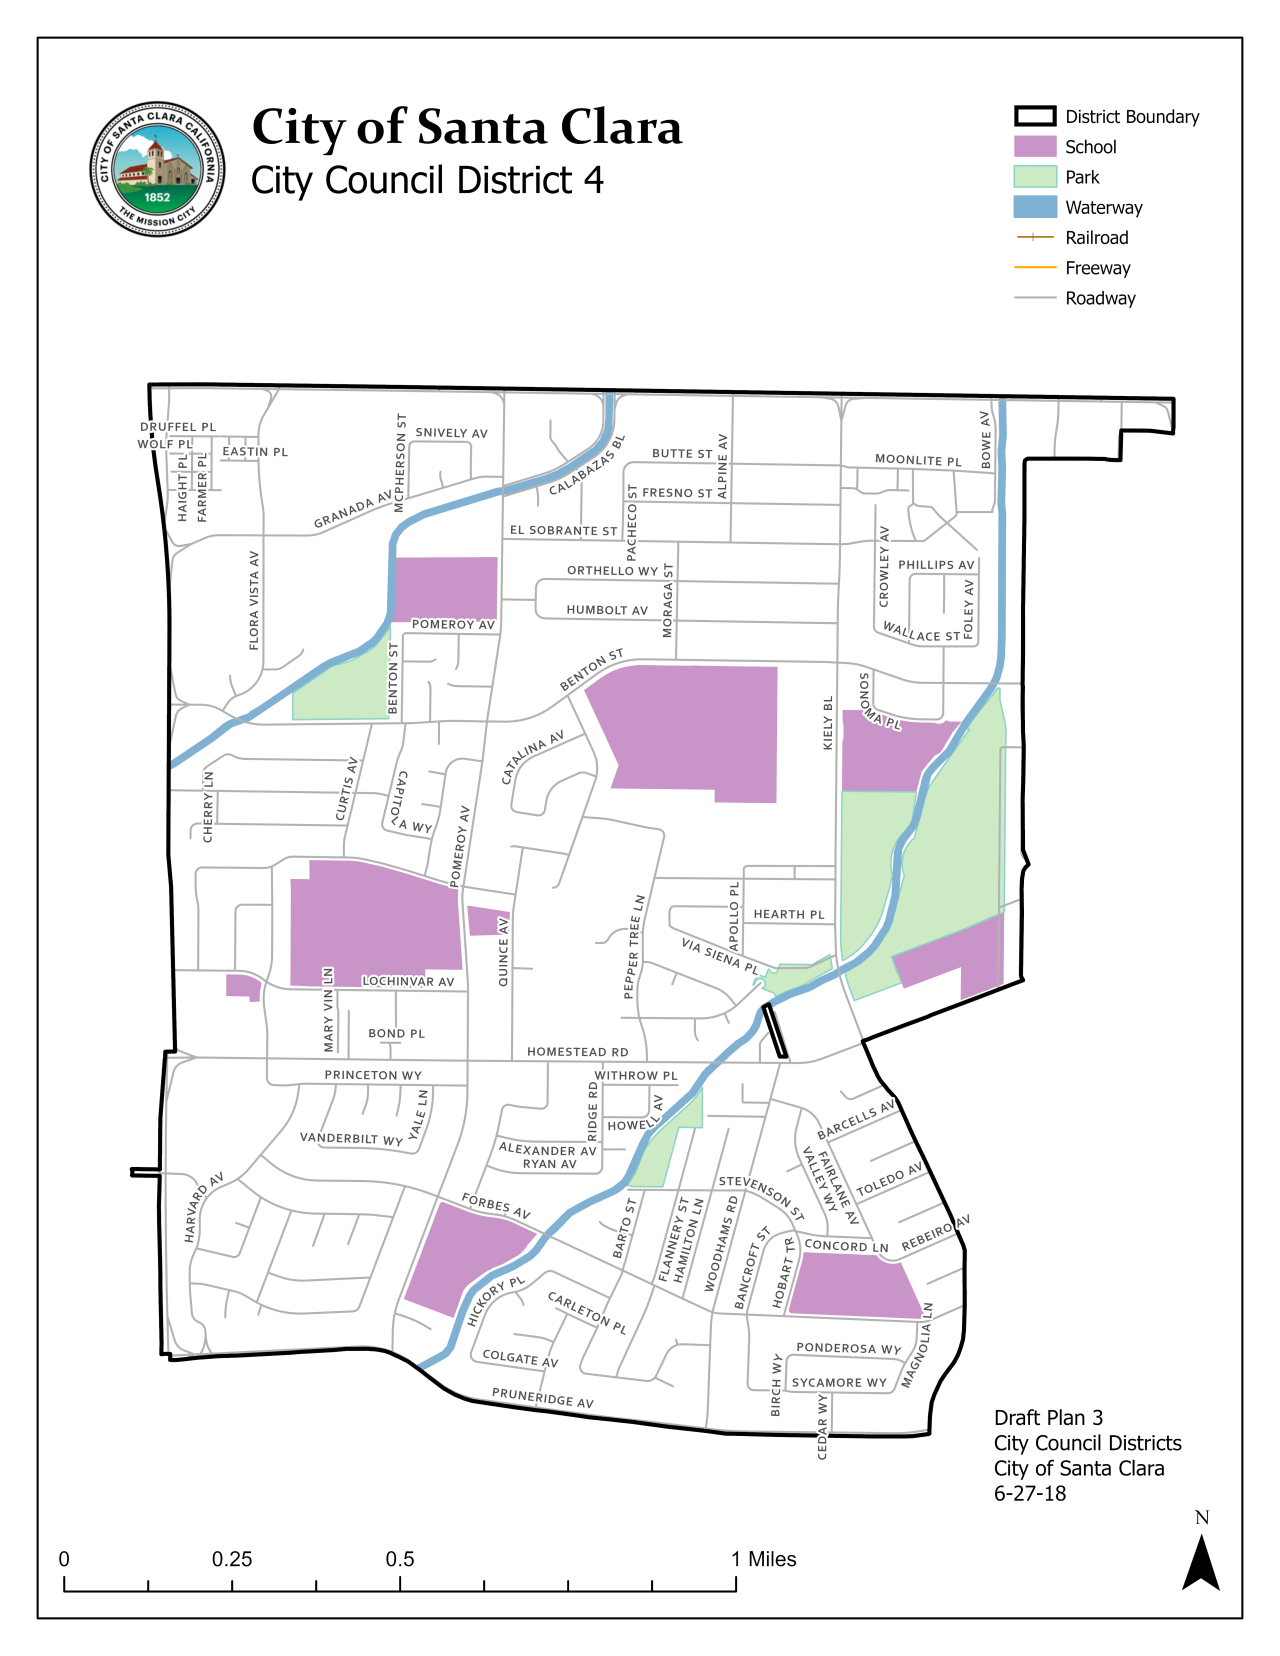 City of Santa Clara
City Council District 4
CITY OF SANTA CLARA CALIFORNIA
1852
THE MISSION CITY
District Boundary
School
Park
Waterway
Railroad
Freeway
Roadway
DRUFFEL PL
WOLF PL
EASTIN PL
HAIGHT PL
FARMER PL
MCPHERSON ST
SNIVELY AV
GRANADA AV
CALABAZAS BL
BUTTE ST
ALPINE AV
FRESNO ST
PACHECO ST
EL SOBRANTE ST
MOONLITE PL
BOWE AV
CROWLEY AV
PHILLIPS AV
FOLEY AV
WALLACE ST
FLORA VISTA AV
ORTHELLO WY
HUMBOLT AV
MORAGA ST
POMEROY AV
BENTON ST
BENTON ST
SONOSOMA PL
KIELY BL
CATALINA AV
CHERRY LN
CURTIS AV
CAPITOLA WY
POMEROY AV
QUINCE AV
PEPPER TREE LN
APOLLO PL
HEARTH PL
VIA SIENA PL
MARY VIN LN
LOCHINVAR AV
BOND PL
HOMESTEAD RD
PRINCETON WY
WITHROW PL
YALE LN
VANDERBILT WY
RIDGE RD
HOWELL AV
ALEXANDER AV
RYAN AV
BARCELLS AV
FAIRLANE AV
VALLEY WY
TOLEDO AV
REBEIRO AV
HARVARD AV
FORBES AV
STEVENSON ST
BARTO ST
FLANNERY ST
HAMILTON LN
WOODHAMS RD
BANCROFT ST
HOBART TR
CONCORD LN
HICKORY PL
CARLETON PL
COLGATE AV
PRUNERIDGE AV
PONDEROSA WY
SYCAMORE WY
BIRCH WY
CEDAR WY
MAGNOLIA LN
Draft Plan 3
City Council Districts
City of Santa Clara
6-27-18
N
0 0.25 0.5 1 Miles